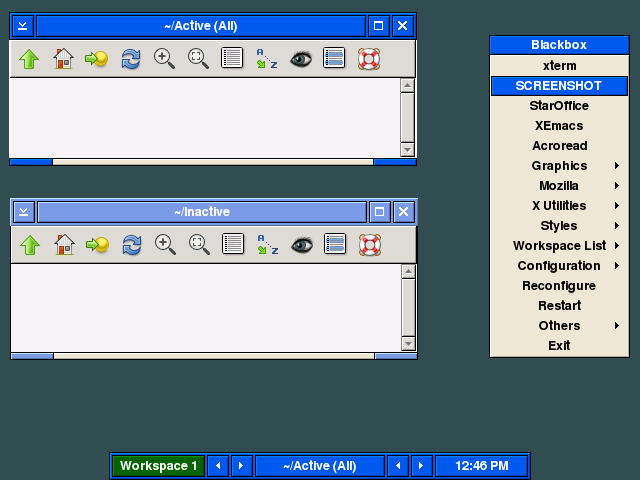 ~/Active (All)
A
Z
~/Inactive
A
Z
Blackbox
xterm
SCREENSHOT
StarOffice
XEmacs
Acroread
Graphics
Mozilla
X Utilities
Styles
Workspace List
Configuration
Reconfigure
Restart
Others
Exit
Workspace 1
~/Active (All)
12:46 PM